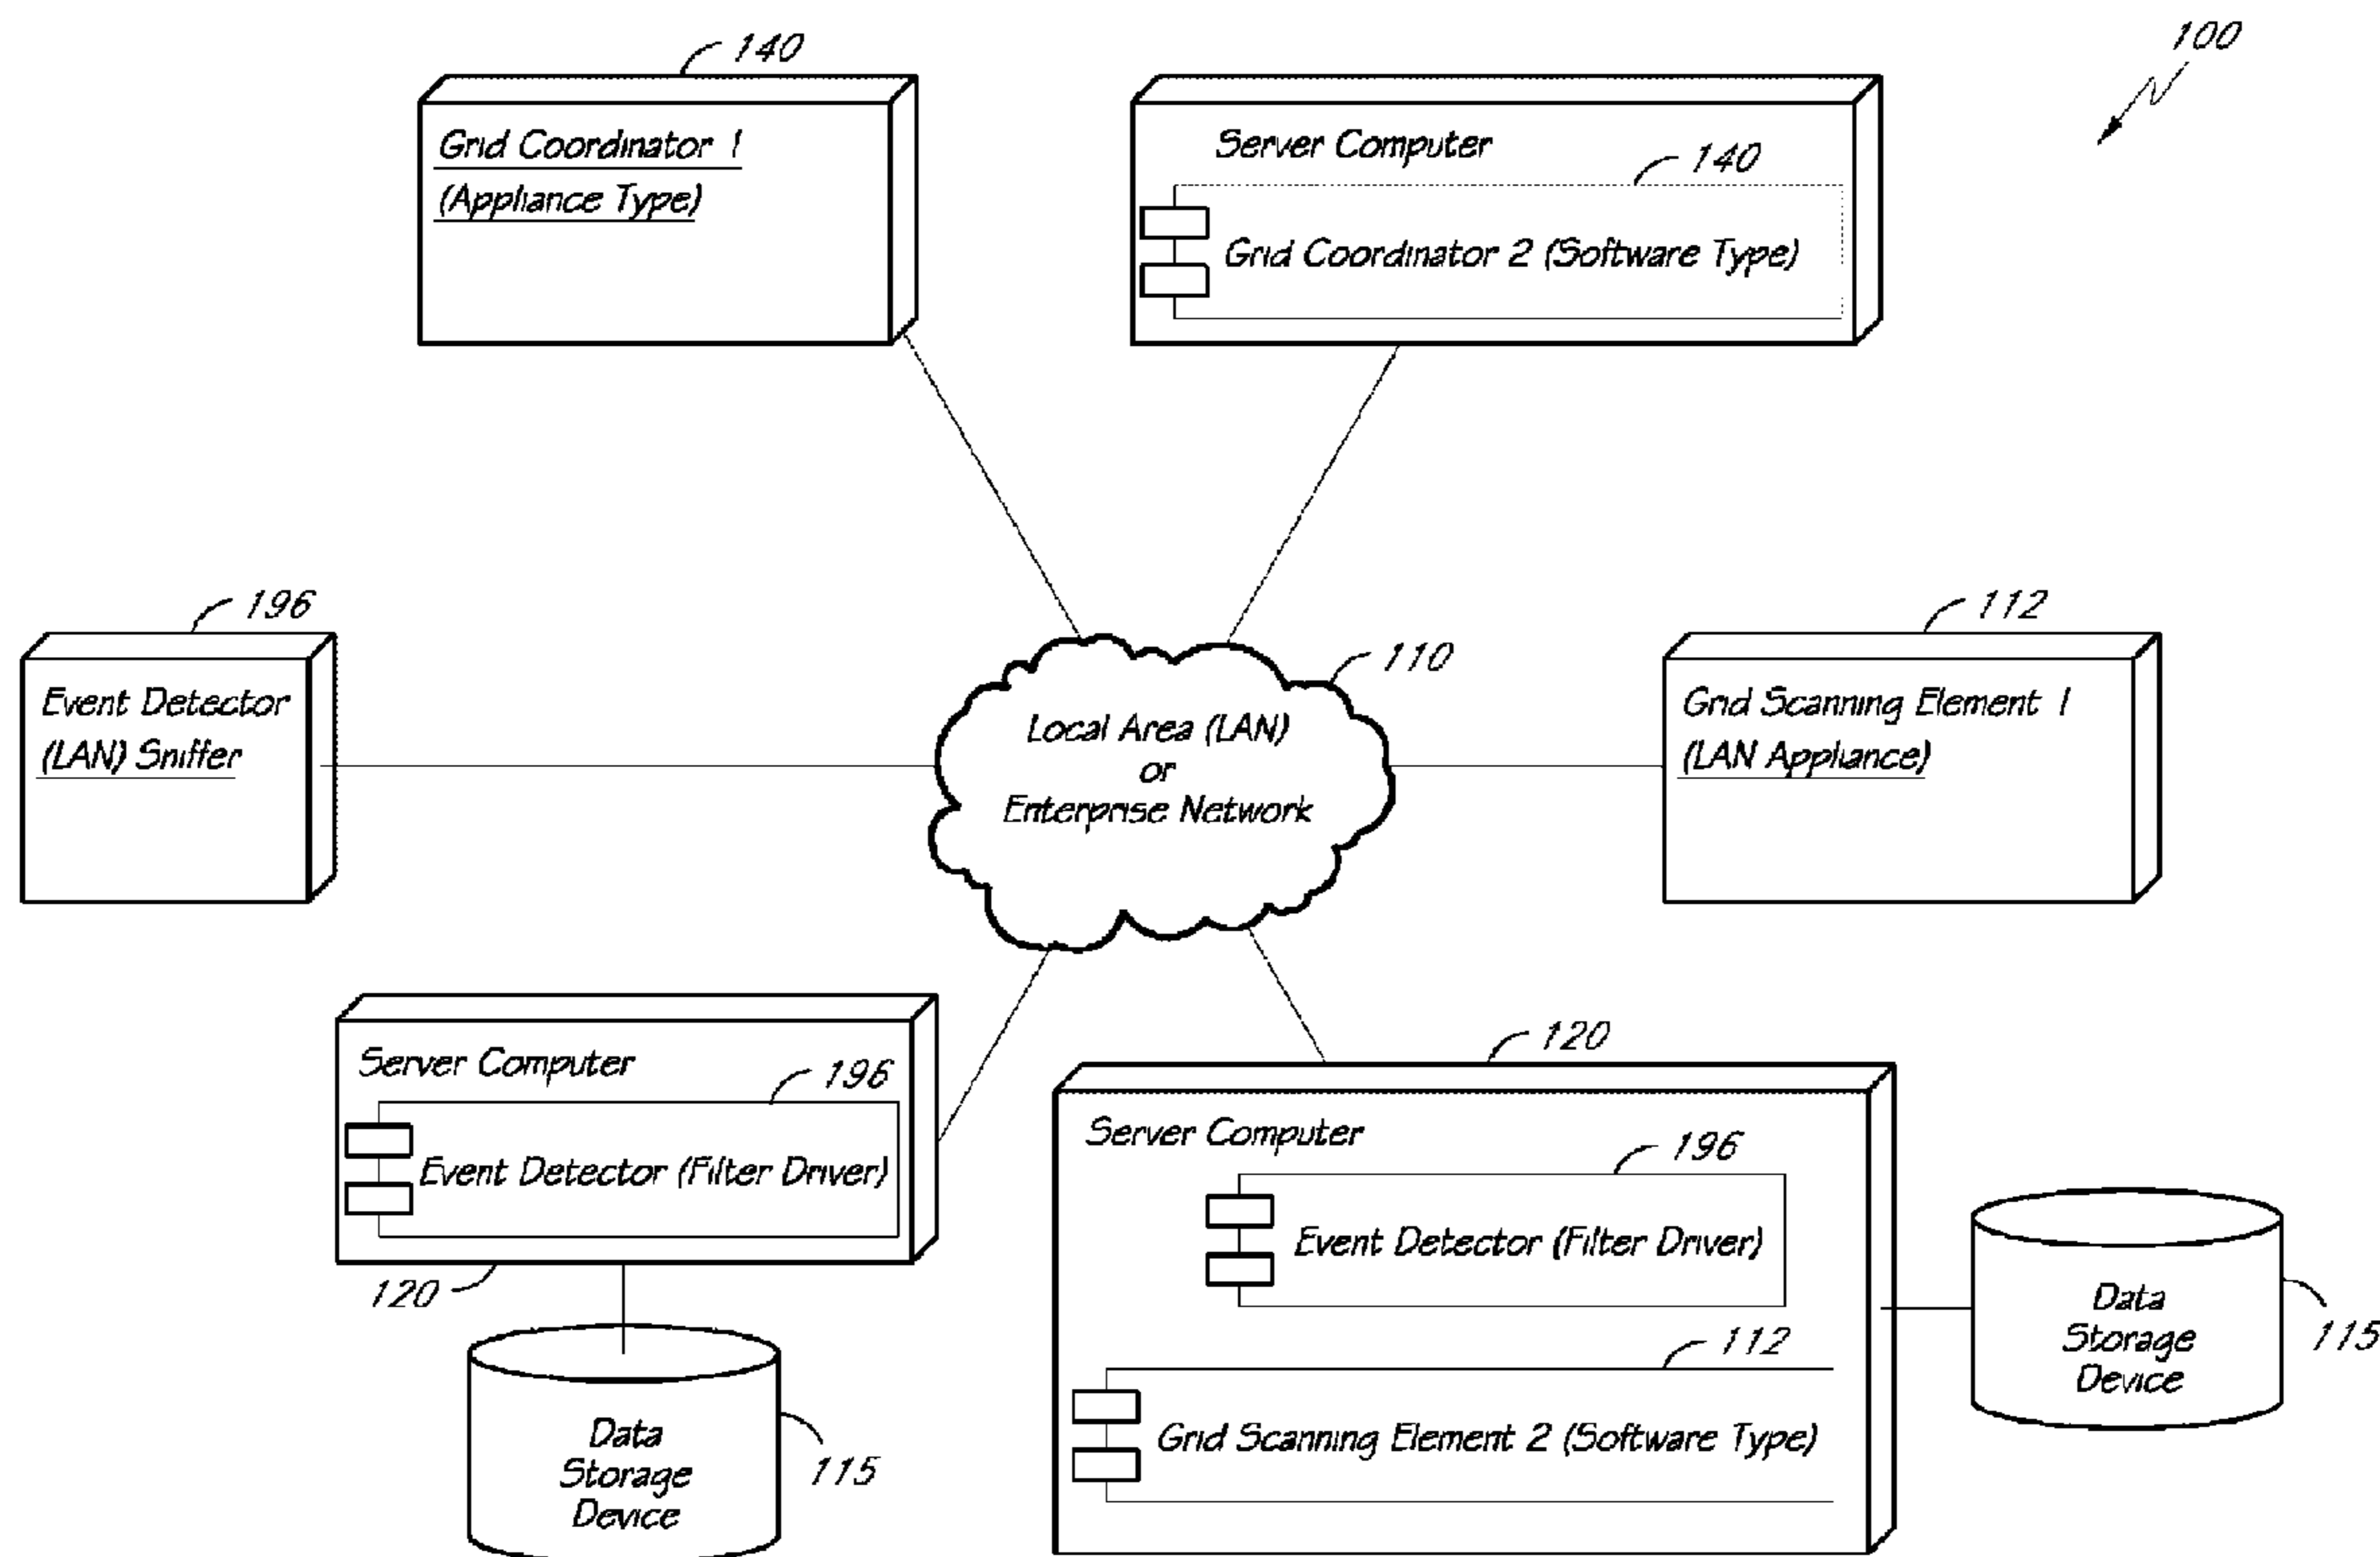 100
140
Grid Coordinator 1
(Appliance Type)
Server Computer
140
Grid Coordinator 2 (Software Type)
196
Event Detector
(LAN) Sniffer
110
Local Area (LAN)
or
Enterprise Network
112
Grid Scanning Element 1
(LAN Appliance)
Server Computer
196
Event Detector (Filter Driver)
120
Data
Storage
Device
115
120
Server Computer
196
Event Detector (Filter Driver)
112
Grid Scanning Element 2 (Software Type)
Data
Storage
Device
115